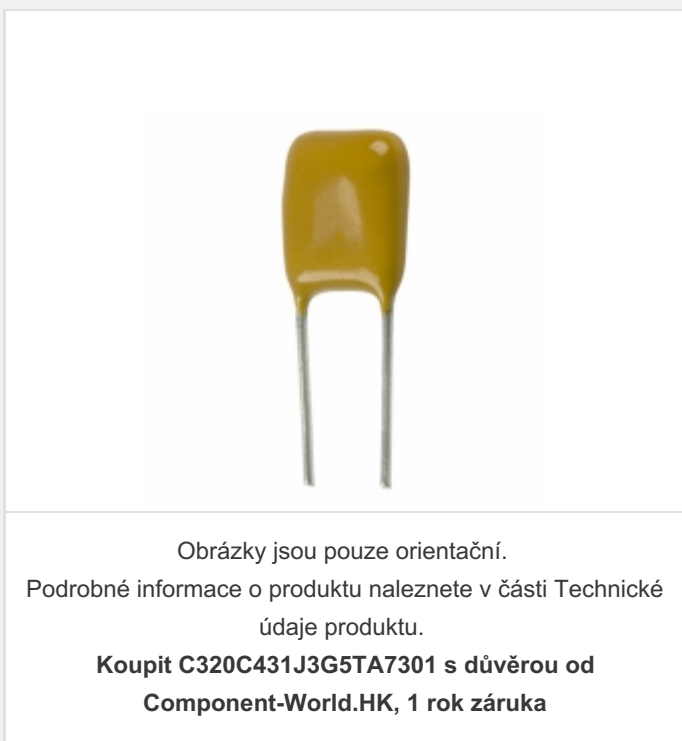 Obrázky jsou pouze orientační.
Podrobné informace o produktu naleznete v části Technické
údaje produktu.
Koupit C320C431J3G5TA7301 s důvěrou od
Component-World.HK, 1 rok záruka